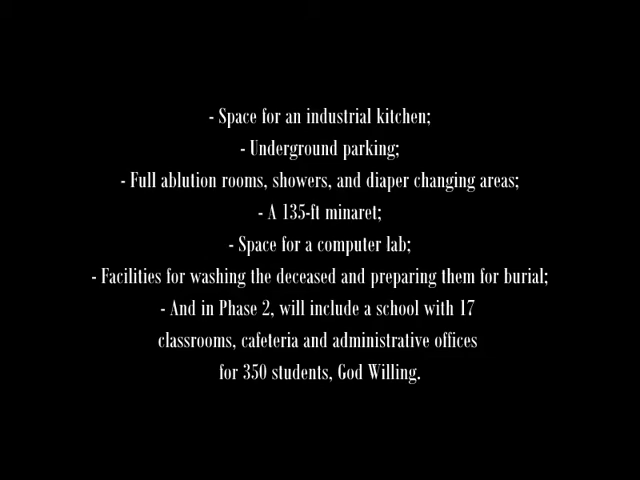 - Space for an industrial kitchen;
- Underground parking;
- Full ablution rooms, showers, and diaper changing areas;
- A 135-ft minaret;
- Space for a computer lab;
- Facilities for washing the deceased and preparing them for burial;
- And in Phase 2, will include a school with 17
classrooms, cafeteria and administrative offices
for 350 students, God Willing.